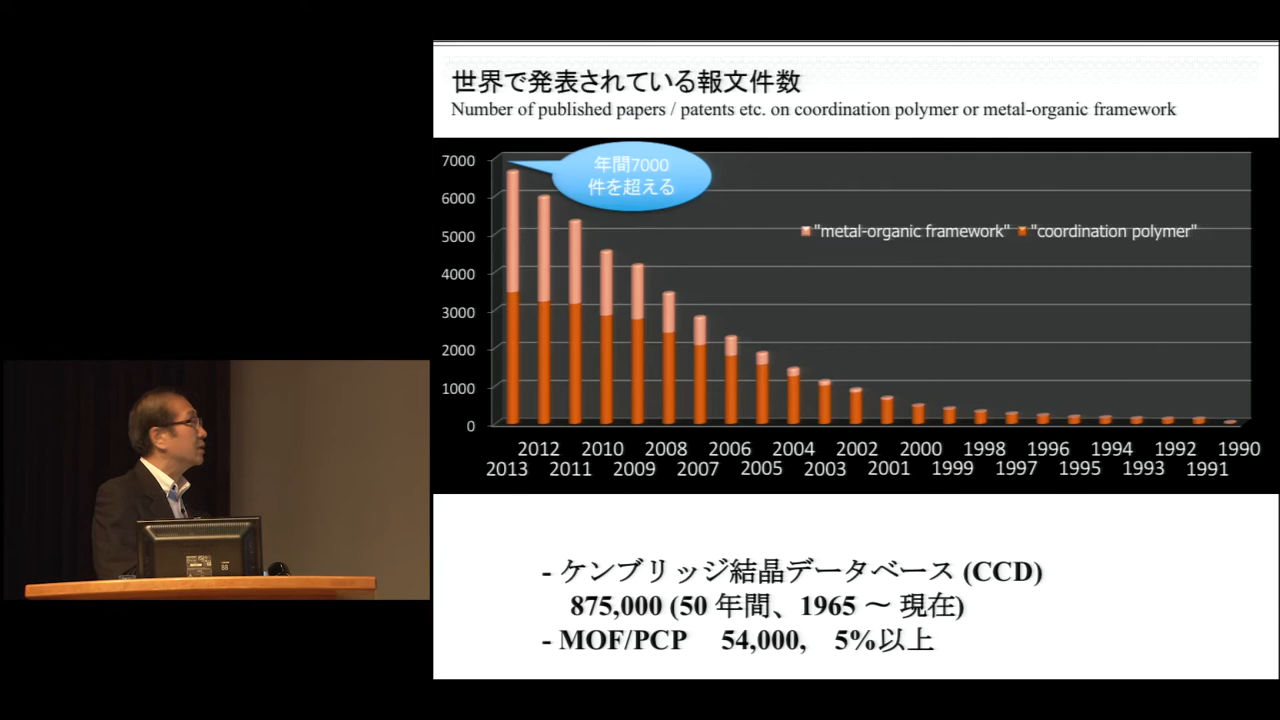 世界で発表されている報文件数
Number of published papers / patents etc. on coordination polymer or metal-organic framework
年間7000
件を超える
"metal-organic framework" "coordination polymer"
7000
6000
5000
4000
3000
2000
1000
0
2012 2010 2008 2006 2004 2002 2000 1998 1996 1994 1992 1990
2013 2011 2009 2007 2005 2003 2001 1999 1997 1995 1993 1991
- ケンブリッジ結晶データベース (CCD)
875,000 (50 年間、1965 ～ 現在)
- MOF/PCP 54,000, 5%以上